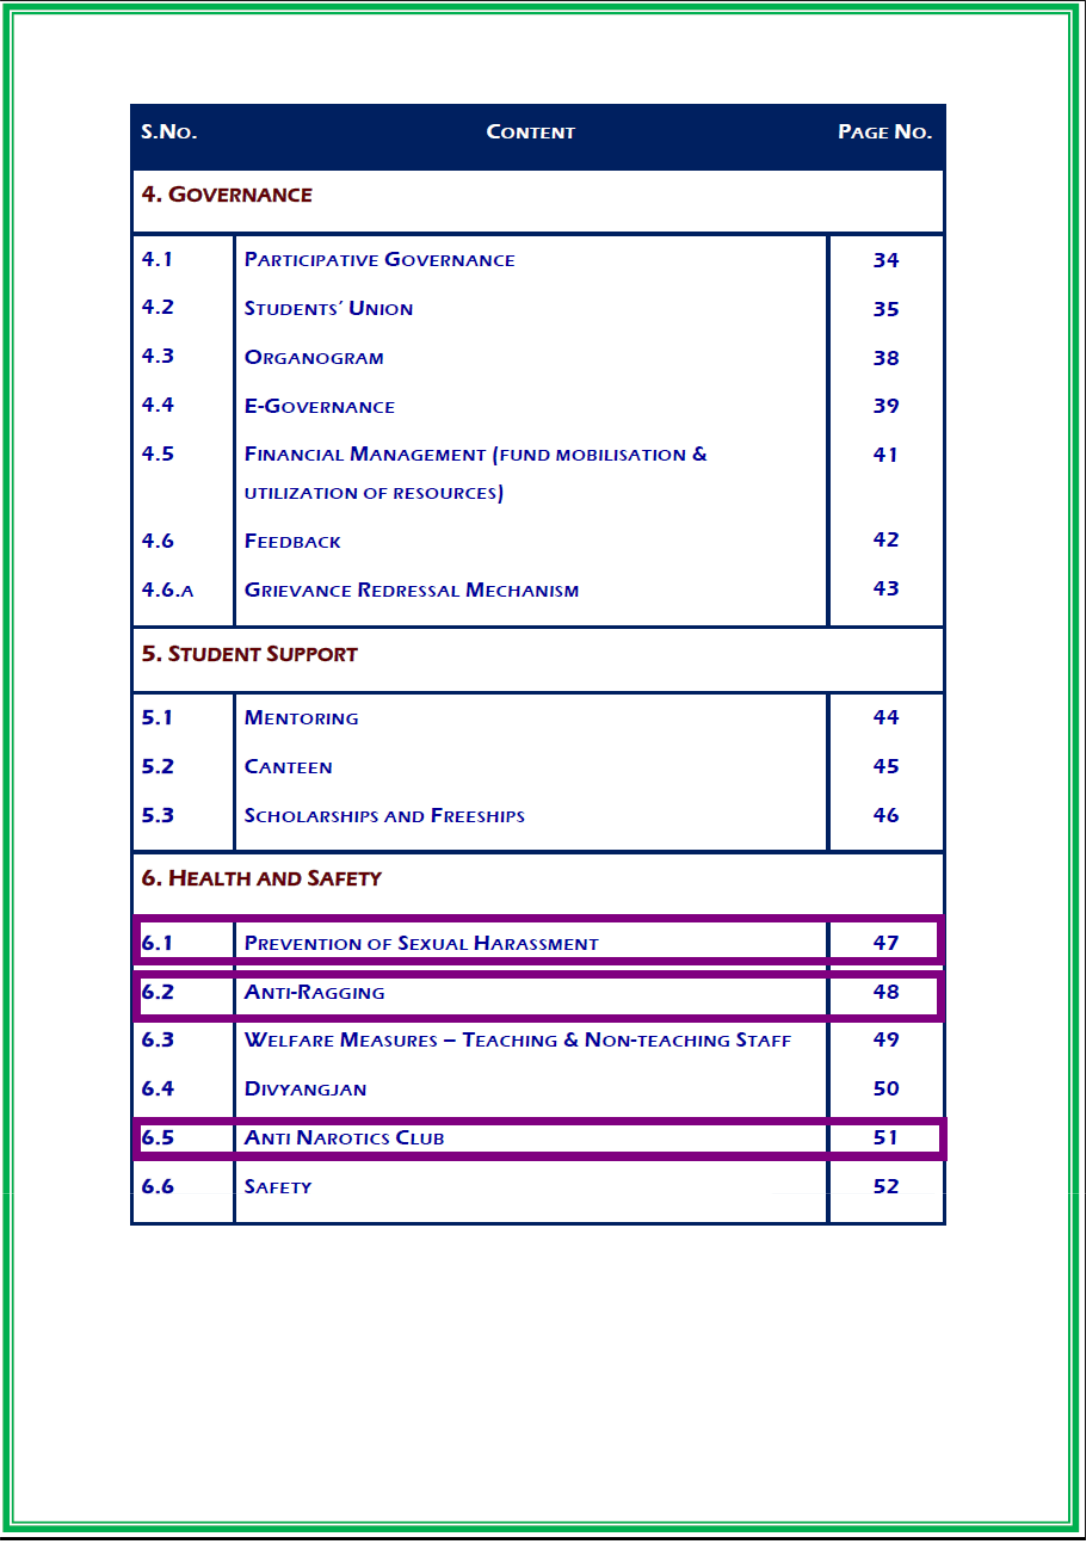 S.No. Content Page No.
4. Governance
4.1 Participative Governance 34
4.2 Students' Union 35
4.3 Organogram 38
4.4 E-Governance 39
4.5 Financial Management (fund mobilisation & 41
utilization of resources)
4.6 Feedback 42
4.6.a Grievance Redressal Mechanism 43
5. Student Support
5.1 Mentoring 44
5.2 Canteen 45
5.3 Scholarships and Freeships 46
6. Health and Safety
6.1 Prevention of Sexual Harassment 47
6.2 Anti-Ragging 48
6.3 Welfare Measures – Teaching & Non-teaching Staff 49
6.4 Divyangjan 50
6.5 Anti Narotics Club 51
6.6 Safety 52